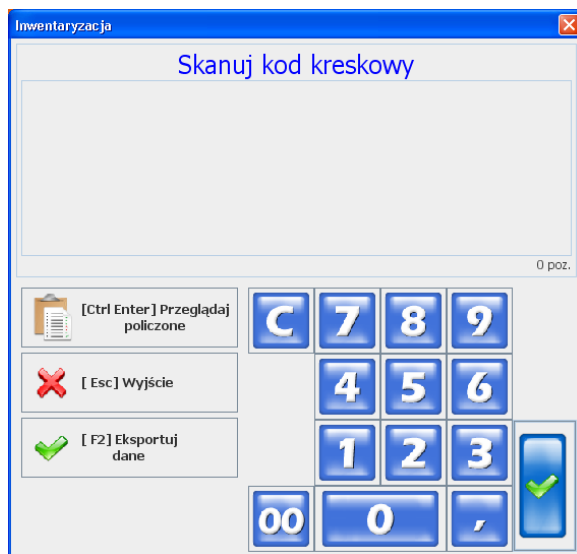 Inwentaryzacja
Skanuj kod kreskowy
0 poz.
[Ctrl Enter] Przeglądaj
policzone
[ Esc] Wyjście
[ F2] Eksportuj
dane
C 7 8 9
4 5 6
1 2 3
00 0 ,